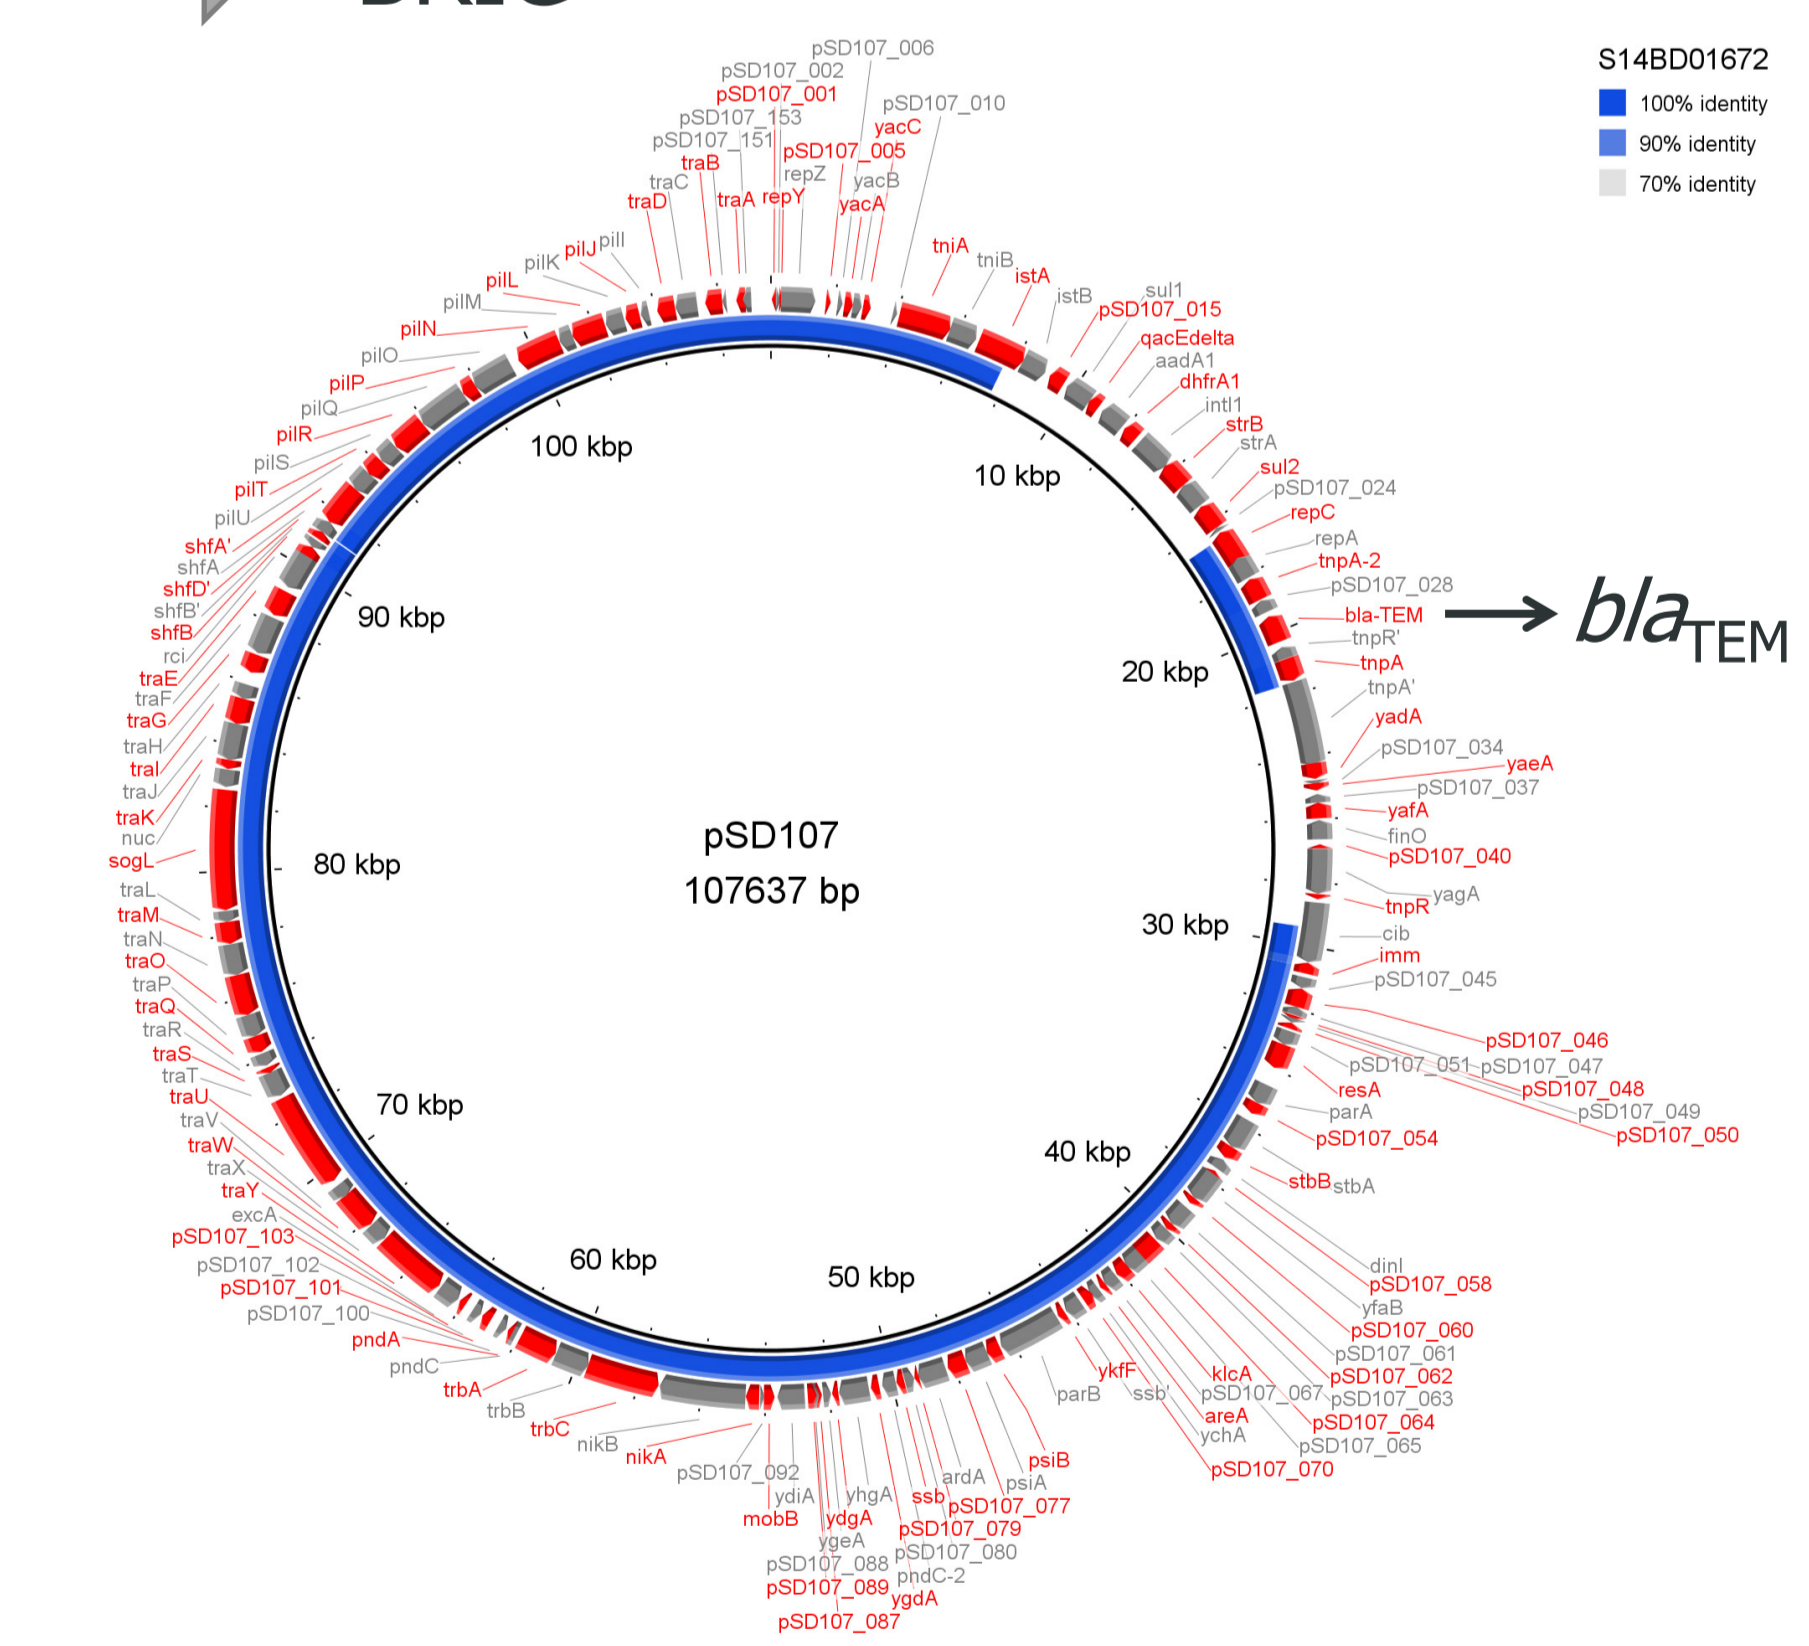 pSD107_006
pSD107_002
pSD107_001
pSD107_010
pSD107_153
yacC
pSD107_151
pSD107_005
traB
repZ
traC
yacB
traD
traA
repY
yacA
S14BD01672
100% identity
90% identity
70% identity
pilI
pilJ
pilK
pilL
pilM
pilN
pilO
pilP
pilQ
pilR
pilS
pilT
pilU
shfA'
shfA
shfD'
shfB'
shfB
rci
traE
traF
traG
traH
traI
traJ
traK
nuc
sogL
traL
traM
traN
traO
traP
traQ
traR
traS
traT
traU
traV
traW
traX
traY
excA
pSD107_103
pSD107_102
pSD107_101
pSD107_100
pndA
pndC
trbA
trbB
trbC
nikB
nikA
pSD107_092
ydiA
mobB
tniA
tniB
istA
istB
sul1
pSD107_015
qacEdelta
aadA1
dhfrA1
intI1
strB
strA
sul2
pSD107_024
repC
repA
tnpA-2
pSD107_028
bla-TEM
blaTEM
tnpR'
tnpA
tnpA'
yadA
pSD107_034
yaeA
pSD107_037
yafA
finO
pSD107_040
yagA
tnpR
cib
imm
pSD107_045
pSD107_046
pSD107_051
pSD107_047
resA
pSD107_048
parA
pSD107_049
pSD107_054
pSD107_050
stbB
stbA
dinI
pSD107_058
yfaB
pSD107_060
pSD107_061
klcA
pSD107_062
pSD107_067
pSD107_063
areA
pSD107_064
ychA
pSD107_065
pSD107_070
ykfF
ssb'
parB
psiB
psiA
ardA
pSD107_077
ssb
pSD107_079
pSD107_080
pndC-2
ygdA
yhgA
ydgA
ygeA
pSD107_088
pSD107_089
pSD107_087
100 kbp
10 kbp
90 kbp
20 kbp
80 kbp
30 kbp
70 kbp
40 kbp
60 kbp
50 kbp
pSD107
107637 bp